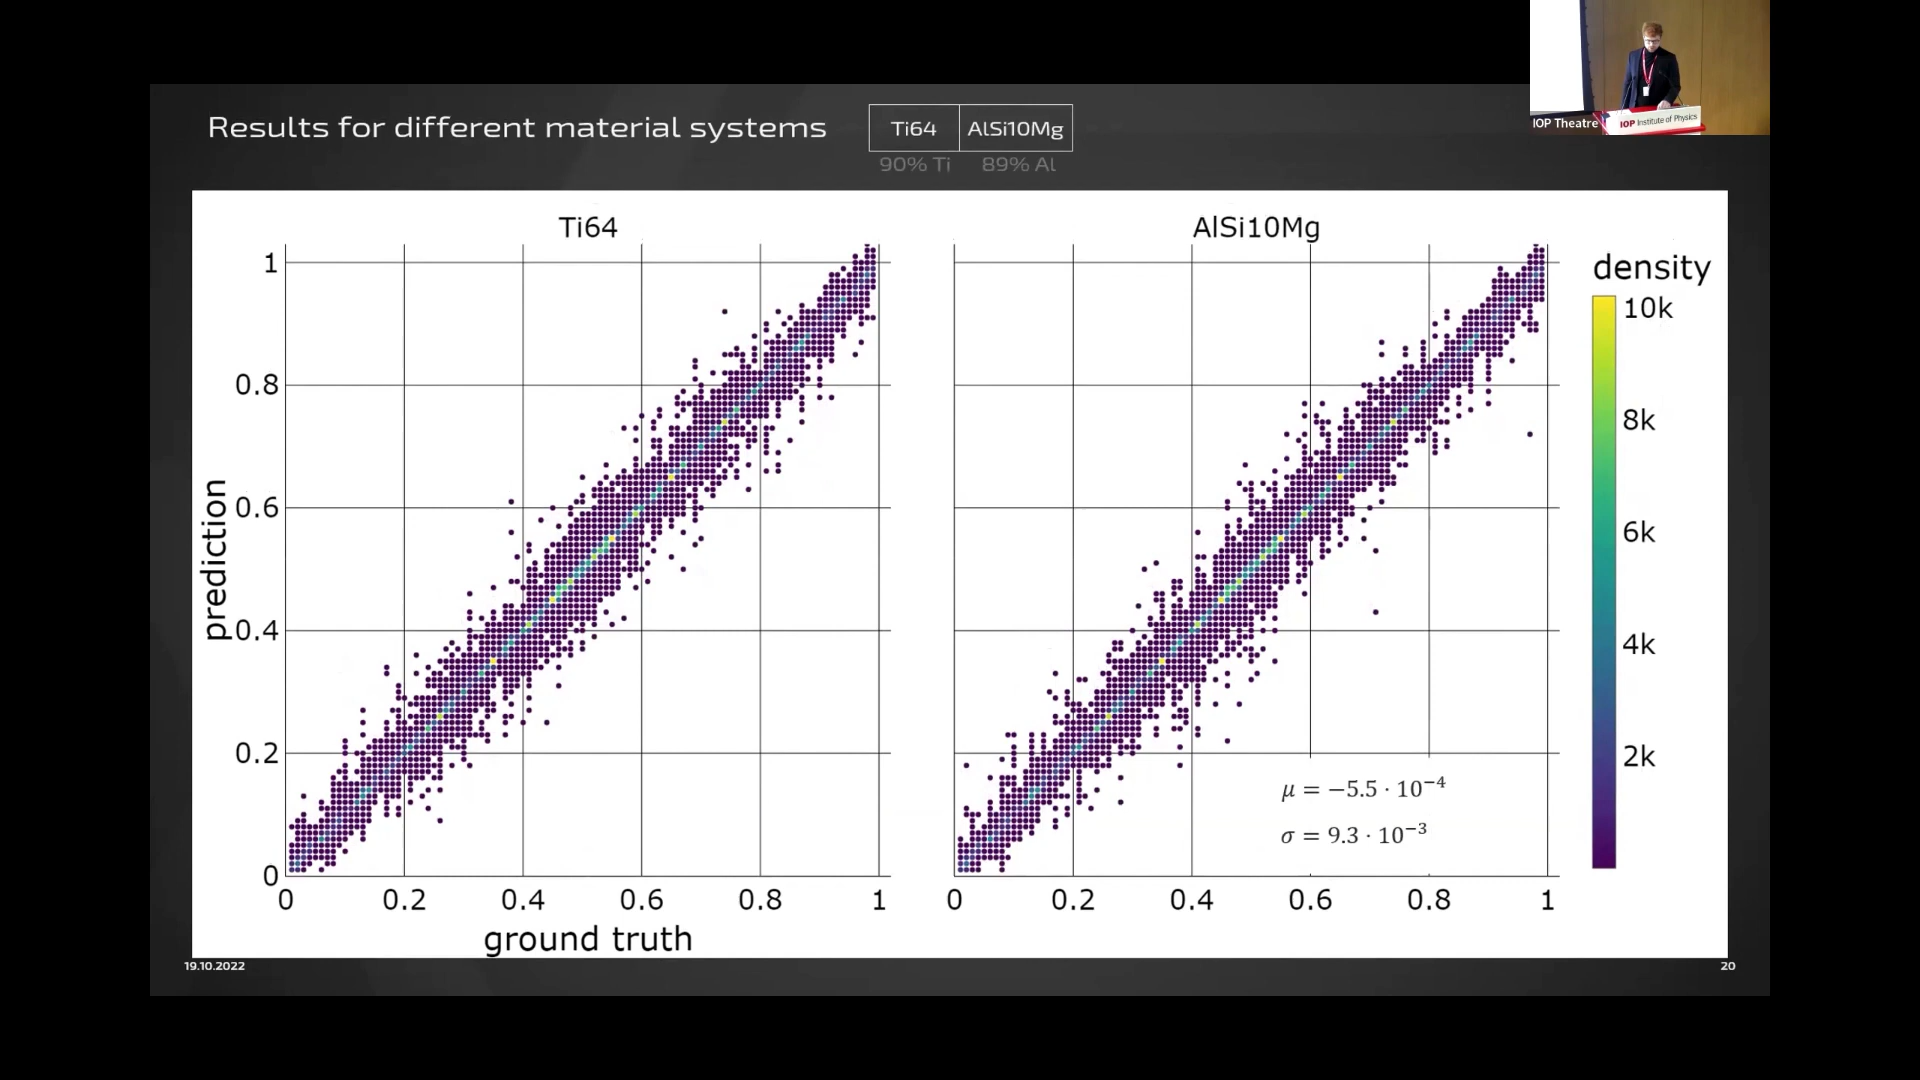 Results for different material systems
Ti64
AlSi10Mg
90% Ti
89% Al
IOP Theatre
IOP Institute of Physics
Ti64
AlSi10Mg
density
1
0.8
0.6
0.4
0.2
0
prediction
0
0.2
0.4
0.6
0.8
1
ground truth
0
0.2
0.4
0.6
0.8
1
μ = −5.5 · 10⁻⁴
σ = 9.3 · 10⁻³
10k
8k
6k
4k
2k
19.10.2022
20